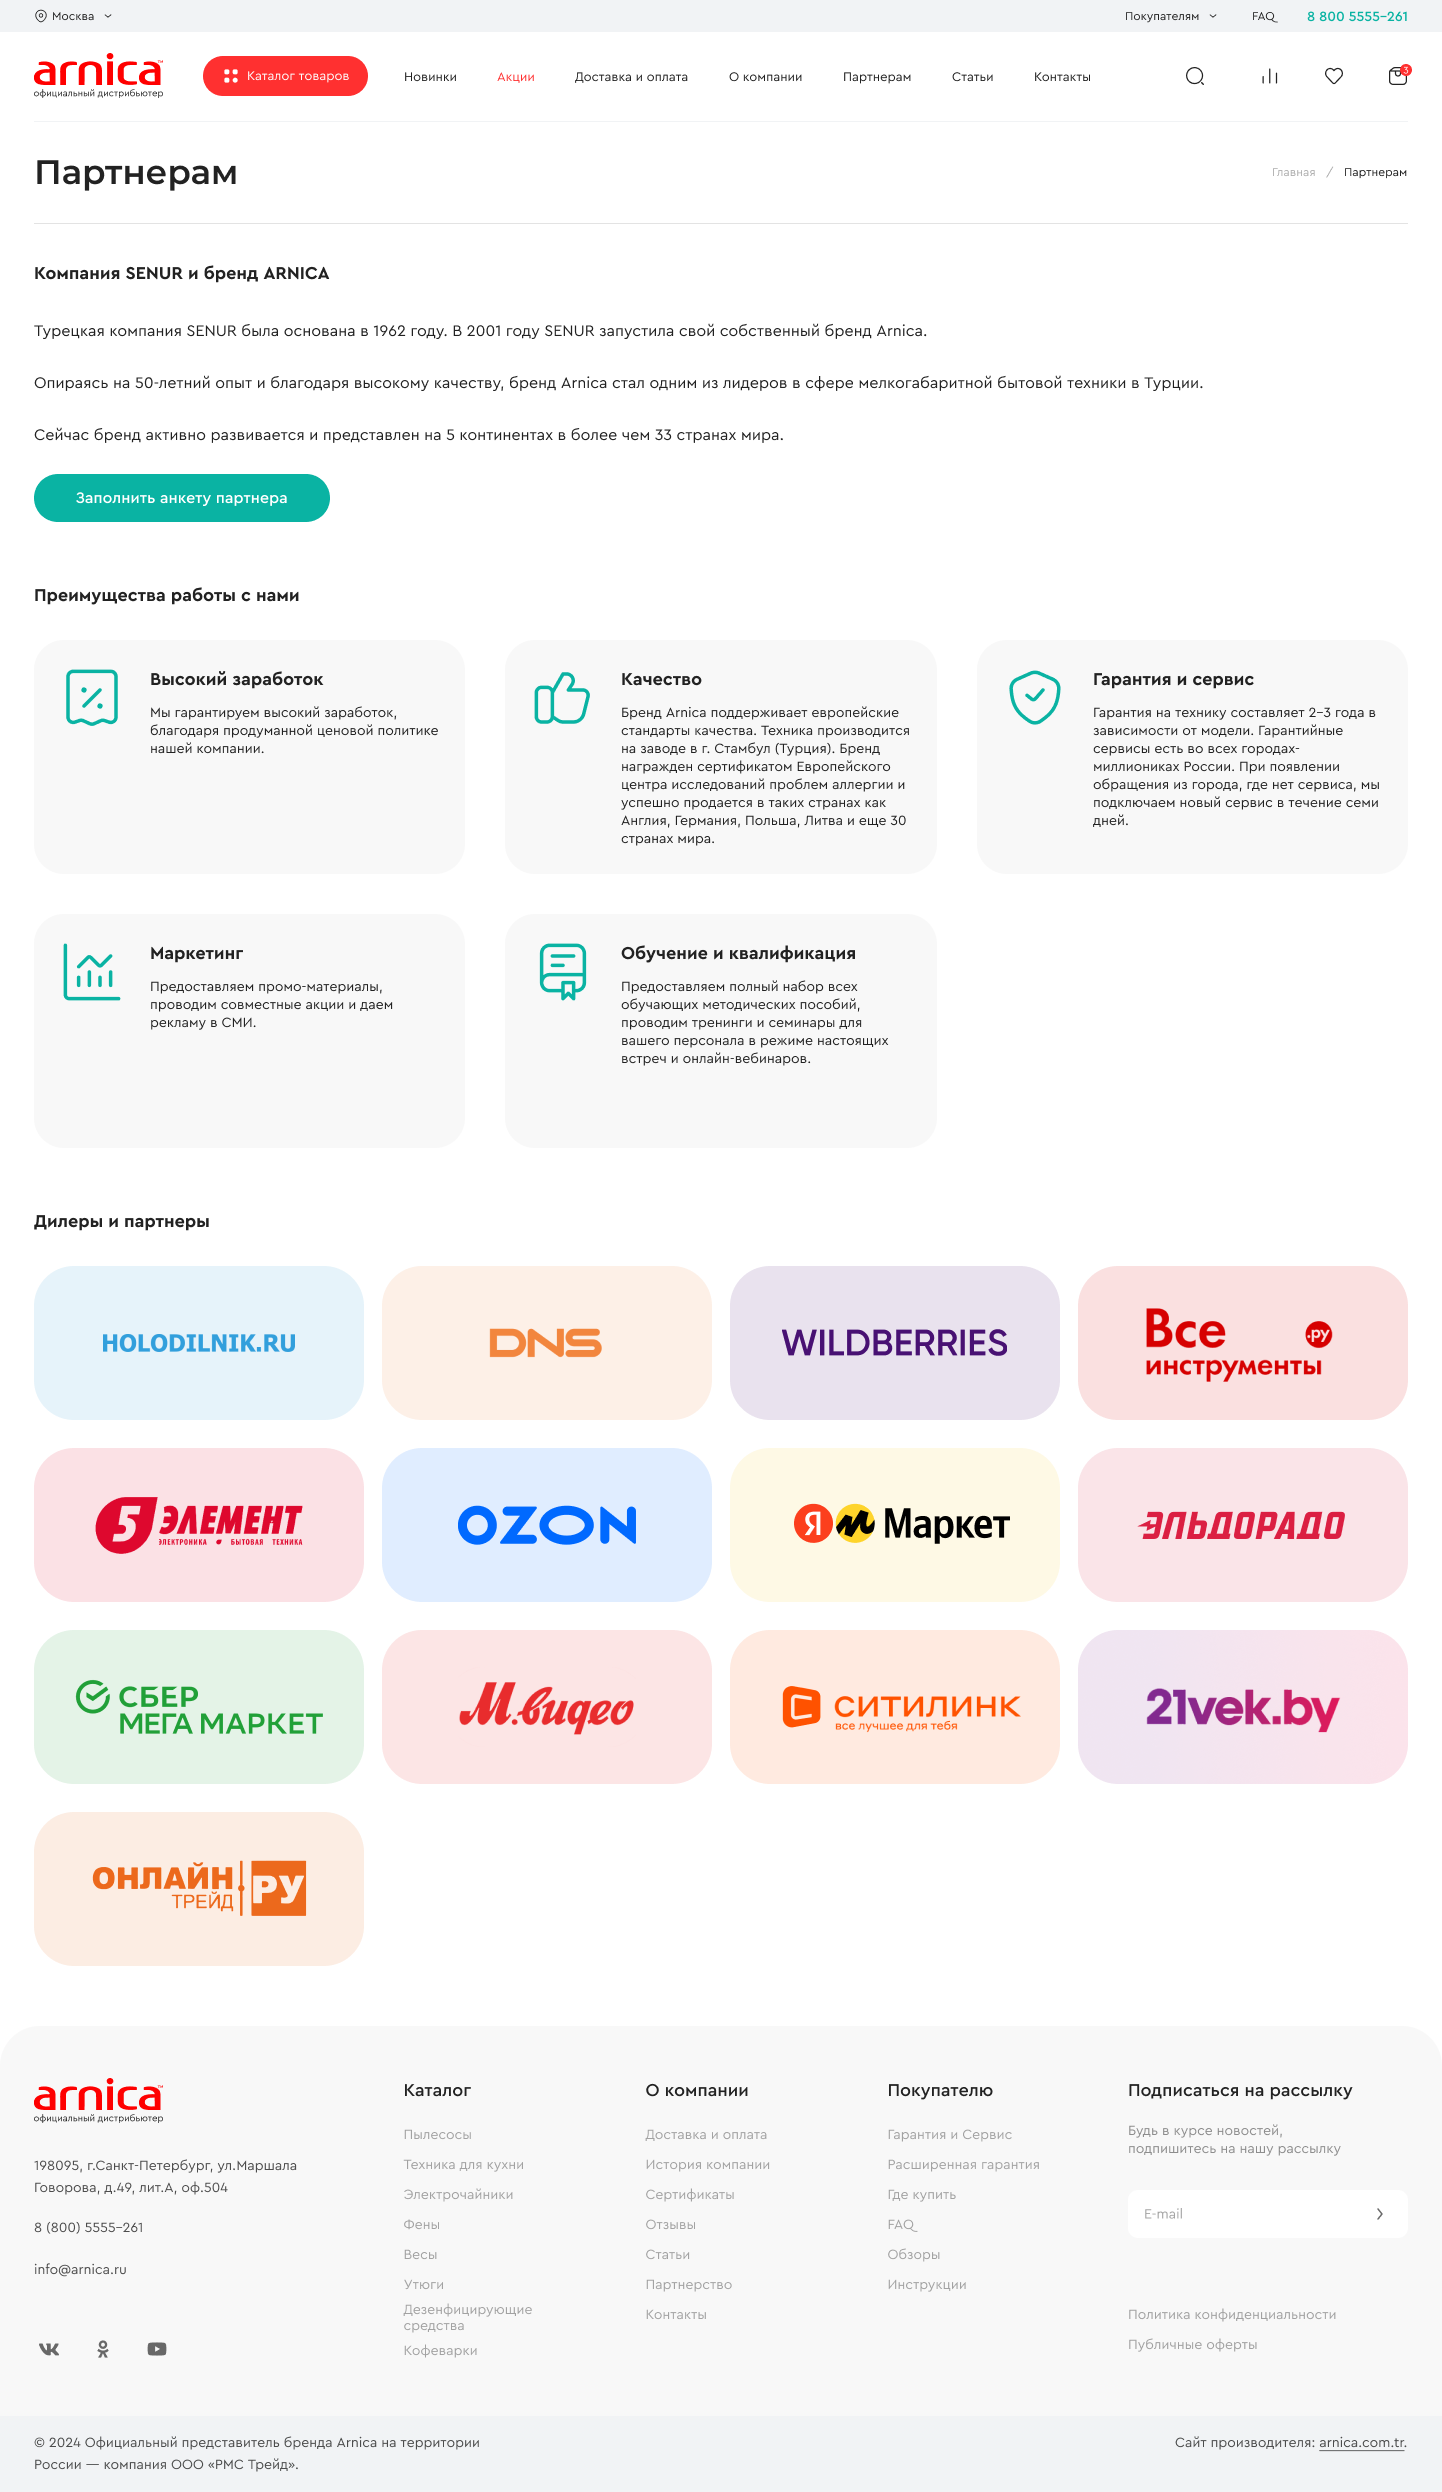 Москва
Покупателям
FAQ
8 800 5555-261
arnica™
официальный дистрибьютер
Каталог товаров
Новинки
Акции
Доставка и оплата
О компании
Партнерам
Статьи
Контакты
3
Партнерам
Главная / Партнерам
Компания SENUR и бренд ARNICA
Турецкая компания SENUR была основана в 1962 году. В 2001 году SENUR запустила свой собственный бренд Arnica.
Опираясь на 50-летний опыт и благодаря высокому качеству, бренд Arnica стал одним из лидеров в сфере мелкогабаритной бытовой техники в Турции.
Сейчас бренд активно развивается и представлен на 5 континентах в более чем 33 странах мира.
Заполнить анкету партнера
Преимущества работы с нами
Высокий заработок
Мы гарантируем высокий заработок,
благодаря продуманной ценовой политике
нашей компании.
Качество
Бренд Arnica поддерживает европейские
стандарты качества. Техника производится
на заводе в г. Стамбул (Турция). Бренд
награжден сертификатом Европейского
центра исследований проблем аллергии и
успешно продается в таких странах как
Англия, Германия, Польша, Литва и еще 30
странах мира.
Гарантия и сервис
Гарантия на технику составляет 2-3 года в
зависимости от модели. Гарантийные
сервисы есть во всех городах-
миллиониках России. При появлении
обращения из города, где нет сервиса, мы
подключаем новый сервис в течение семи
дней.
Маркетинг
Предоставляем промо-материалы,
проводим совместные акции и даем
рекламу в СМИ.
Обучение и квалификация
Предоставляем полный набор всех
обучающих методических пособий,
проводим тренинги и семинары для
вашего персонала в режиме настоящих
встреч и онлайн-вебинаров.
Дилеры и партнеры
HOLODILNIK.RU
DNS
WILDBERRIES
Все .ру
инструменты
5 ЭЛЕМЕНТ
ЭЛЕКТРОНИКА БЫТОВАЯ ТЕХНИКА
OZON
Я М Маркет
ЭЛЬДОРАДО
СБЕР
МЕГА МАРКЕТ
М.видео
СИТИЛИНК
все лучшее для тебя
21vek.by
ОНЛАЙН
ТРЕЙД
.РУ
arnica™
официальный дистрибьютер
198095, г.Санкт-Петербург, ул.Маршала
Говорова, д.49, лит.А, оф.504
8 (800) 5555-261
info@arnica.ru
Каталог
Пылесосы
Техника для кухни
Электрочайники
Фены
Весы
Утюги
Дезенфицирующие
средства
Кофеварки
О компании
Доставка и оплата
История компании
Сертификаты
Отзывы
Статьи
Партнерство
Контакты
Покупателю
Гарантия и Сервис
Расширенная гарантия
Где купить
FAQ
Обзоры
Инструкции
Подписаться на рассылку
Будь в курсе новостей,
подпишитесь на нашу рассылку
E-mail
Политика конфиденциальности
Публичные оферты
© 2024 Официальный представитель бренда Arnica на территории
России — компания ООО «РМС Трейд».
Сайт производителя: arnica.com.tr.